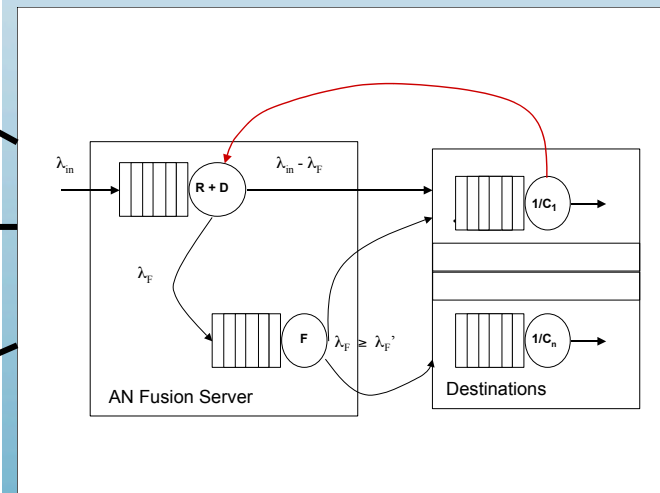 λin
R + D
λin - λF
1/C1
λF
F
λF ≥ λF'
1/Cn
AN Fusion Server
Destinations